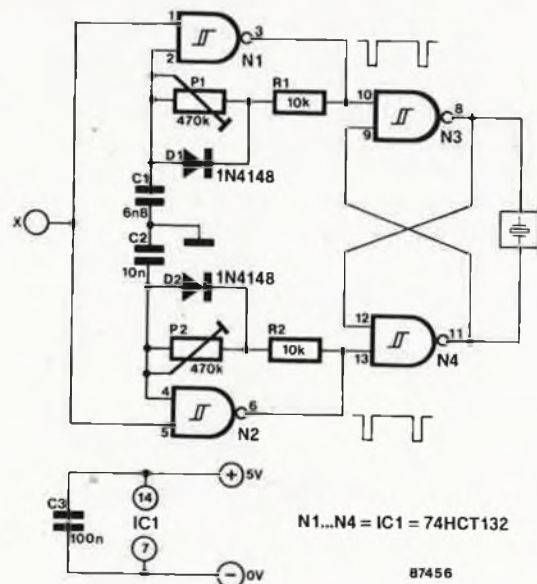 1
3
2
N1
P1
R1
470k
10k
10
8
9
N3
D1
1N4148
C1
6n8
X
C2
10n
D2
1N4148
12
11
13
P2
R2
470k
10k
N4
4
6
5
N2
C3
100n
14
+ 5V
IC1
7
− 0V
N1...N4 = IC1 = 74HCT132
87456